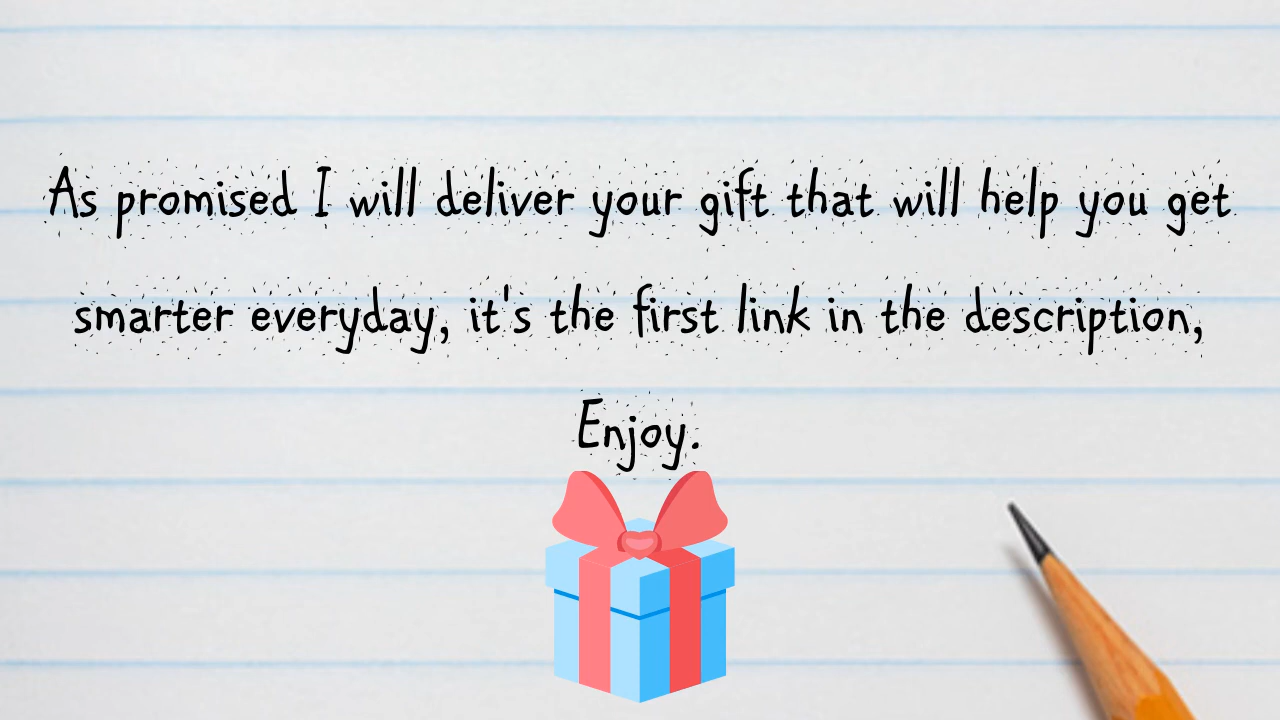 As promised I will deliver your gift that will help you get
smarter everyday, it's the first link in the description,
Enjoy.